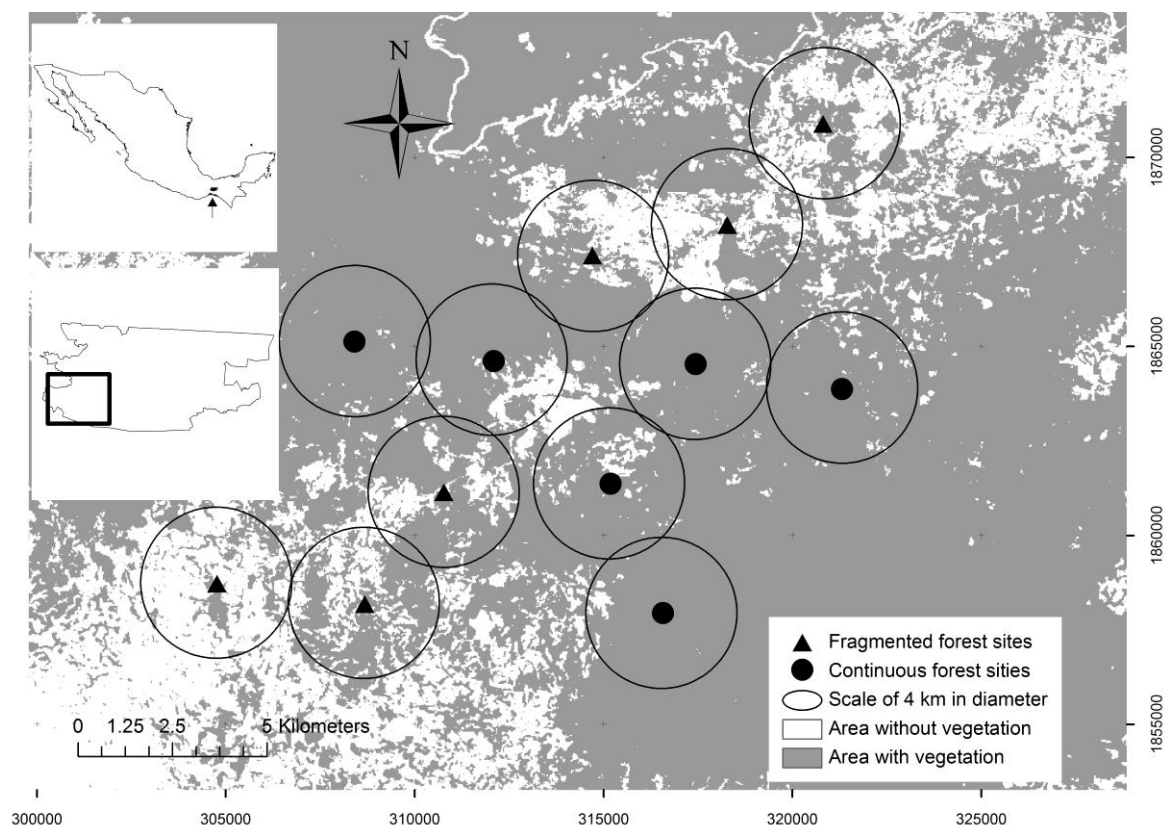 N
1870000
1865000
1860000
1855000
0 1.25 2.5 5 Kilometers
Fragmented forest sites
Continuous forest sities
Scale of 4 km in diameter
Area without vegetation
Area with vegetation
300000 305000 310000 315000 320000 325000